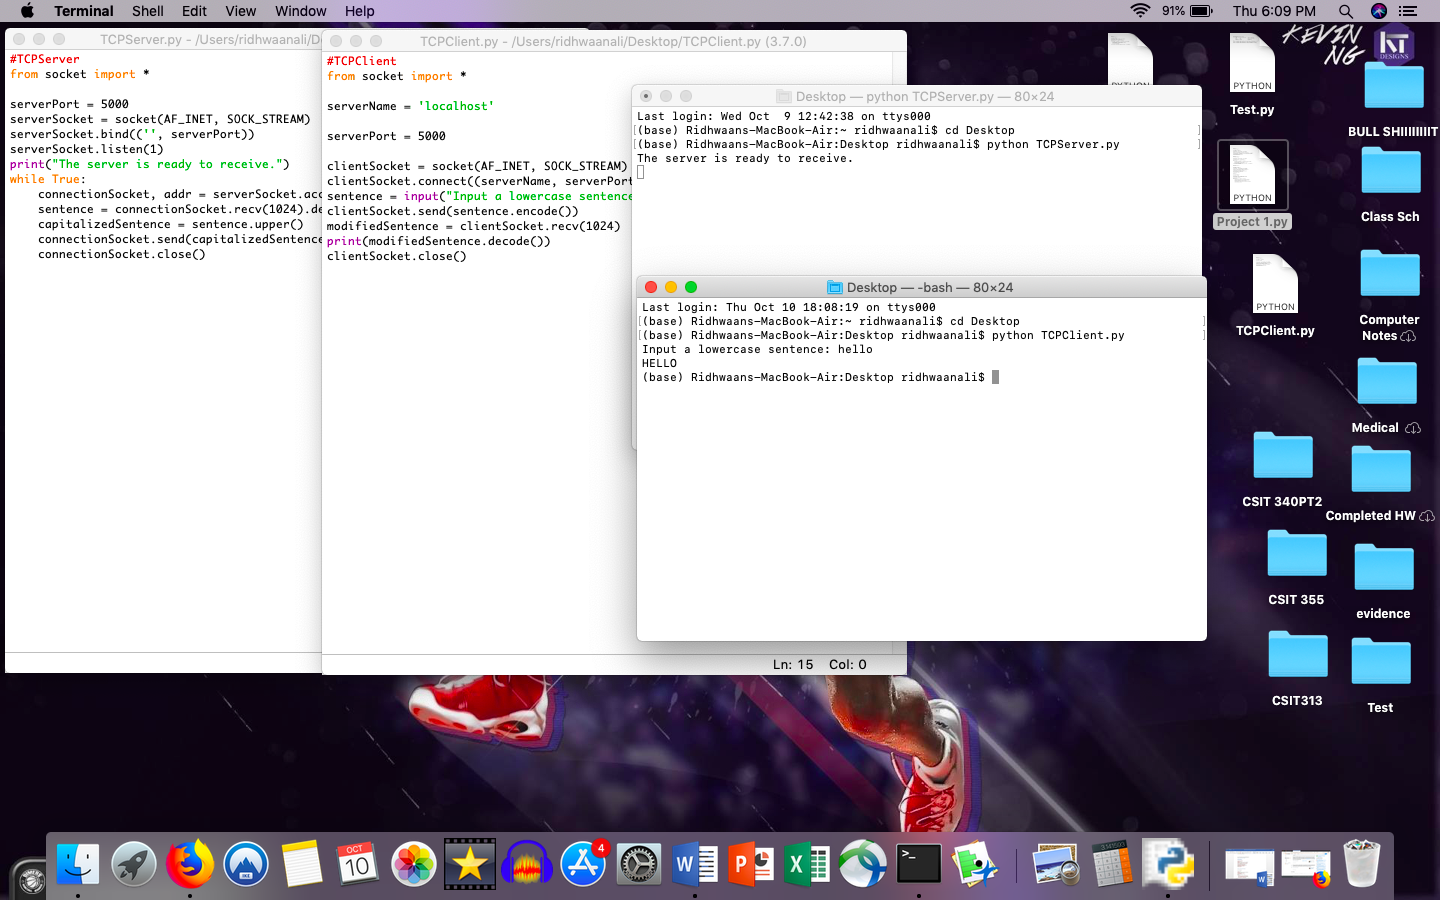 Terminal Shell Edit View Window Help 91% Thu 6:09 PM
TCPServer.py - /Users/ridhwaanali/D
#TCPServer
from socket import *
serverPort = 5000
serverSocket = socket(AF_INET, SOCK_STREAM)
serverSocket.bind(('', serverPort))
serverSocket.listen(1)
print("The server is ready to receive.")
while True:
connectionSocket, addr = serverSocket.acc
sentence = connectionSocket.recv(1024).de
capitalizedSentence = sentence.upper()
connectionSocket.send(capitalizedSentence
connectionSocket.close()
TCPClient.py - /Users/ridhwaanali/Desktop/TCPClient.py (3.7.0)
#TCPClient
from socket import *
serverName = 'localhost'
serverPort = 5000
clientSocket = socket(AF_INET, SOCK_STREAM)
clientSocket.connect((serverName, serverPort
sentence = input("Input a lowercase sentence
clientSocket.send(sentence.encode())
modifiedSentence = clientSocket.recv(1024)
print(modifiedSentence.decode())
clientSocket.close()
Ln: 15 Col: 0
Desktop — python TCPServer.py — 80×24
Last login: Wed Oct  9 12:42:38 on ttys000
[(base) Ridhwaans-MacBook-Air:~ ridhwaanali$ cd Desktop ]
[(base) Ridhwaans-MacBook-Air:Desktop ridhwaanali$ python TCPServer.py ]
The server is ready to receive.
Desktop — -bash — 80×24
Last login: Thu Oct 10 18:08:19 on ttys000
[(base) Ridhwaans-MacBook-Air:~ ridhwaanali$ cd Desktop ]
[(base) Ridhwaans-MacBook-Air:Desktop ridhwaanali$ python TCPClient.py ]
Input a lowercase sentence: hello
HELLO
(base) Ridhwaans-MacBook-Air:Desktop ridhwaanali$
KEVIN
NG
DESIGNS
PYTHON
PYTHON
Test.py
BULL SHIIIIIIIIT
PYTHON
Project 1.py
Class Sch
PYTHON
TCPClient.py
Computer
Notes
Medical
CSIT 340PT2
Completed HW
CSIT 355
evidence
CSIT313
Test
OCT
10
4
W
P
X
>_
W